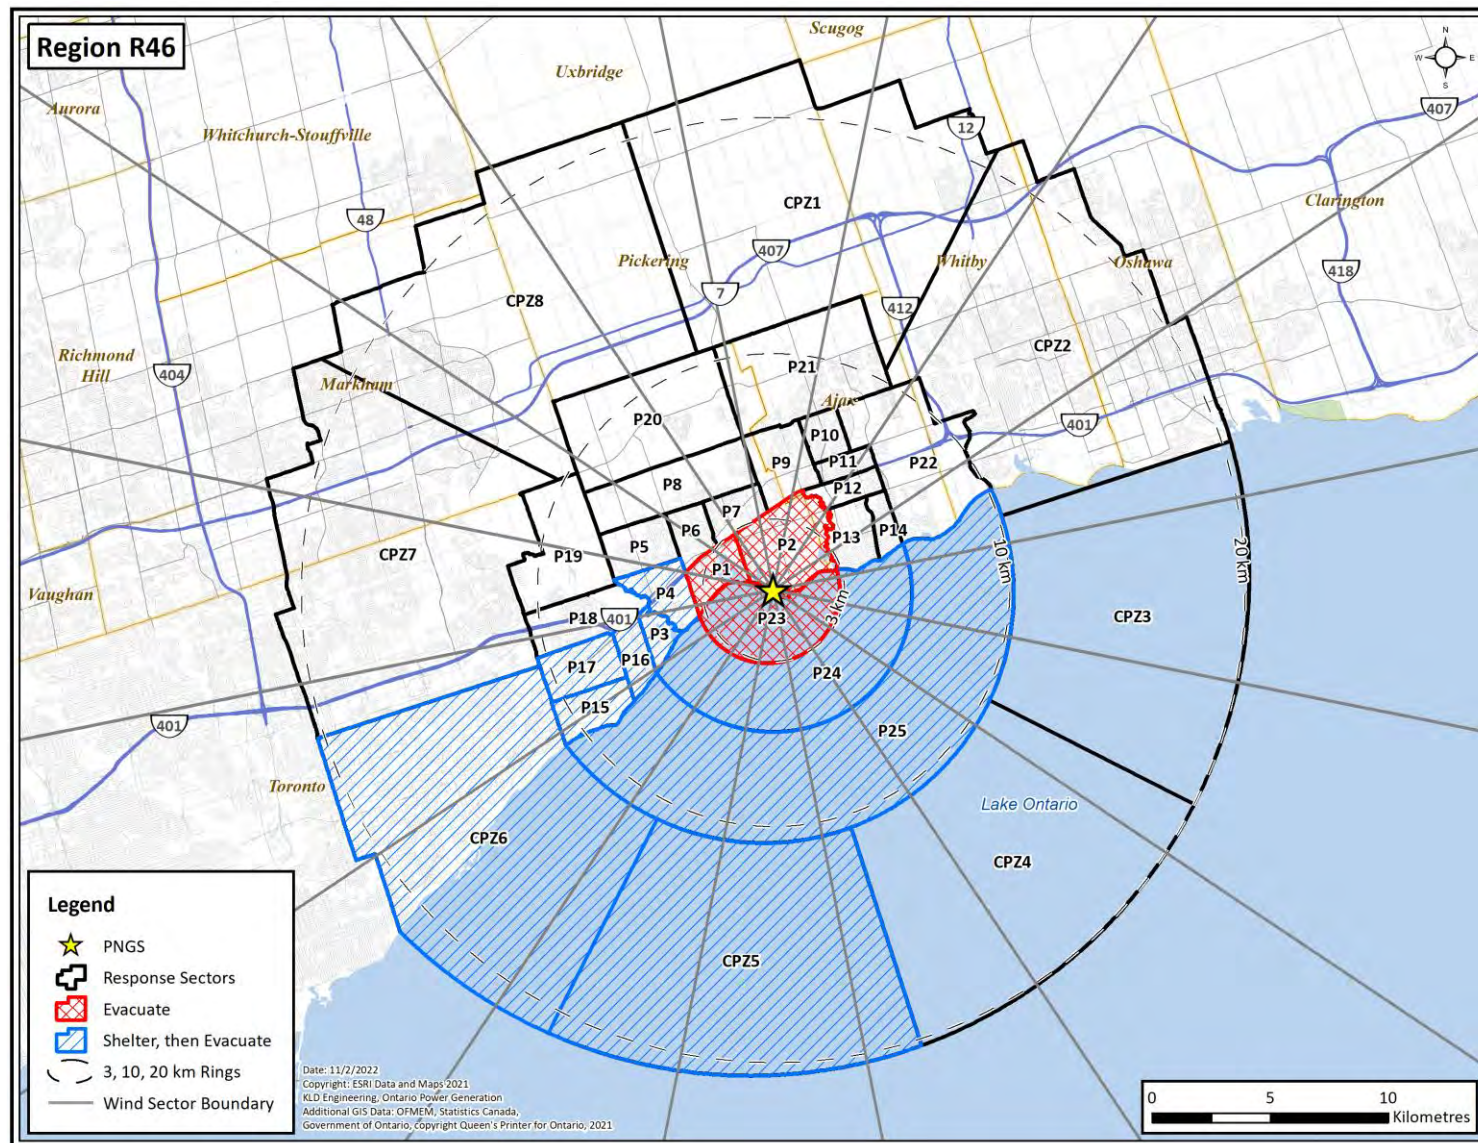 Region R46
Scugog
Uxbridge
N
W
E
S
Aurora
Whitchurch-Stouffville
12
407
CPZ1
Clarington
48
407
Pickering
Whitby
Oshawa
418
7
CPZ8
412
Richmond
Hill
404
Markham
CPZ2
P21
Ajax
P20
401
P10
P9
P11
P22
P8
P12
P7
P6
P14
P13
P2
P5
10 km
20 km
CPZ7
P19
P1
Vaughan
P4
3 km
P18
401
P23
CPZ3
P3
P16
P17
P24
P15
401
P25
Toronto
Lake Ontario
CPZ6
CPZ4
CPZ5
Legend
PNGS
Response Sectors
Evacuate
Shelter, then Evacuate
3, 10, 20 km Rings
Wind Sector Boundary
Date: 11/2/2022
Copyright: ESRI Data and Maps 2021
KLD Engineering, Ontario Power Generation
Additional GIS Data: OFMEM, Statistics Canada,
Government of Ontario, copyright Queen's Printer for Ontario, 2021
0 5 10
Kilometres